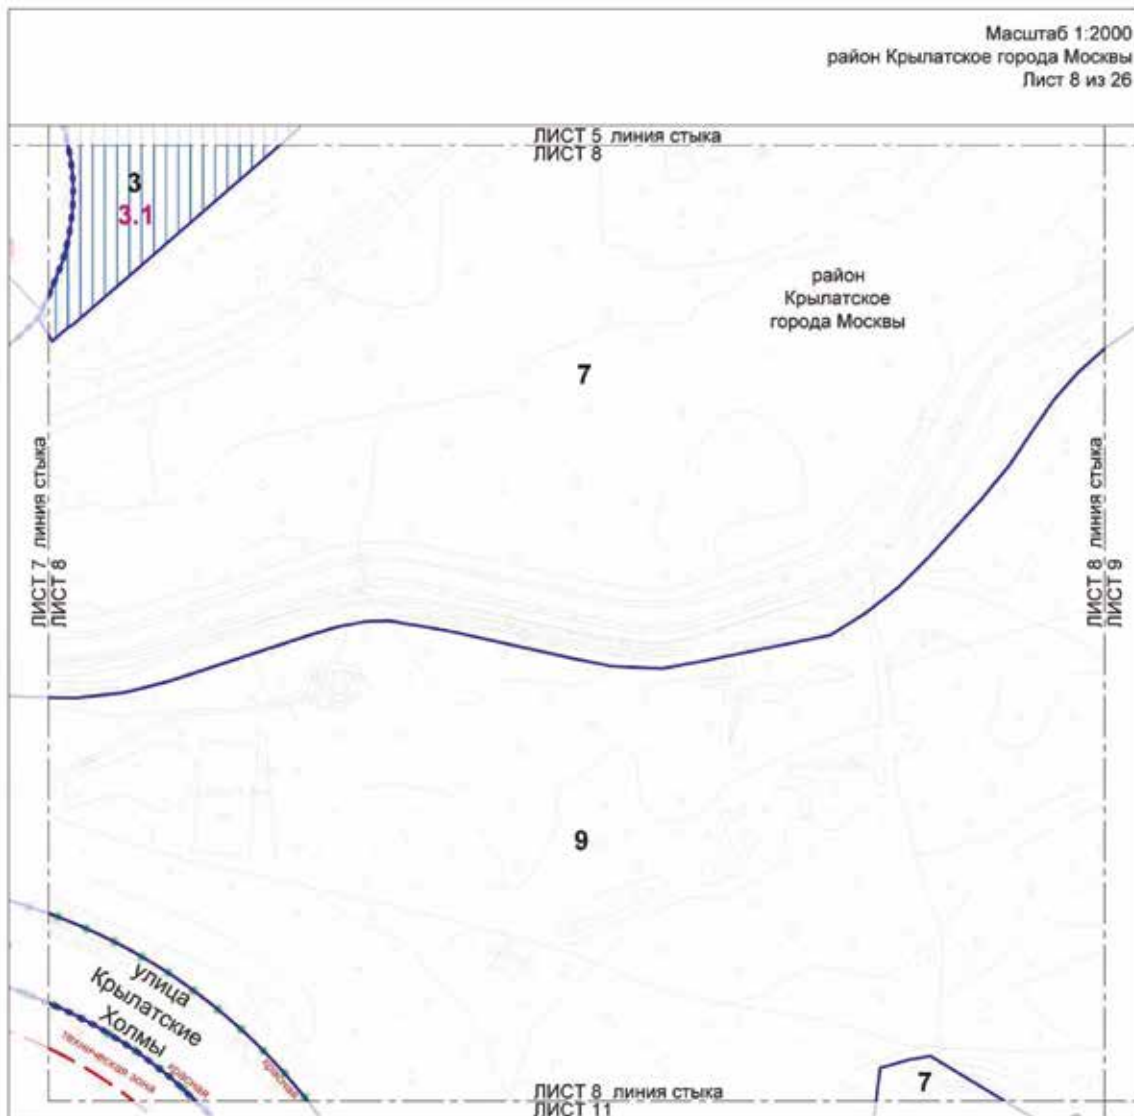 Масштаб 1:2000
район Крылатское города Москвы
Лист 8 из 26
ЛИСТ 5 линия стыка
ЛИСТ 8
3
3.1
район
Крылатское
города Москвы
7
ЛИСТ 7 линия стыка
ЛИСТ 8
ЛИСТ 8 линия стыка
ЛИСТ 9
9
улица
Крылатские
Холмы
техническая зона
красная
красная
7
ЛИСТ 8 линия стыка
ЛИСТ 11